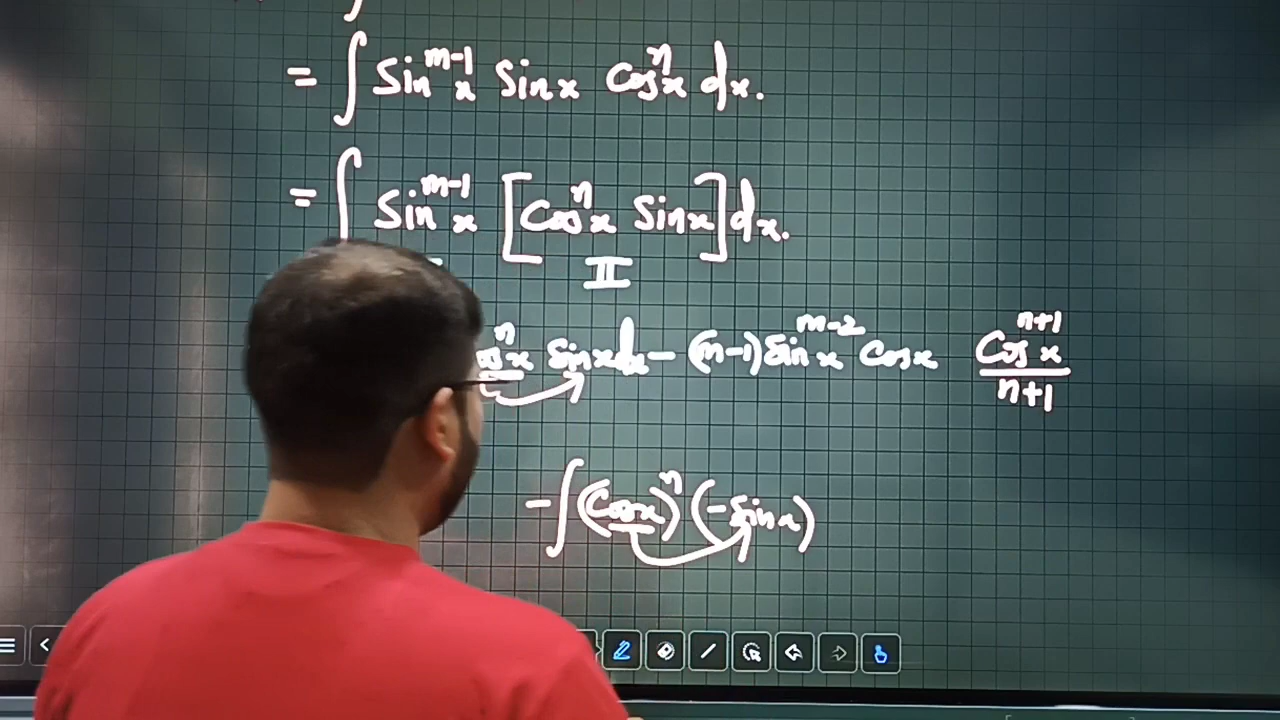 = ∫ Sin^{m-1} x Sin x Cos^n x dx.
= ∫ Sin^{m-1} x [Cos^n x Sin x] dx.
II
os^n x Sin x dx - (m-1) Sin^{m-2} x Cos x Cos^{n+1} x / n+1
- ∫ (Cos x)^n (-Sin x)